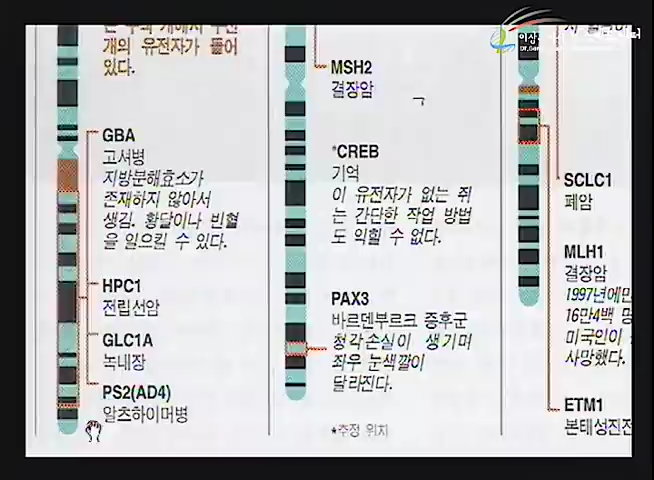 개의 유전자가 들어
있다.
GBA
고서병
지방분해효소가
존재하지 않아서
생김. 황달이나 빈혈
을 일으킬 수 있다.
HPC1
전립선암
GLC1A
녹내장
PS2(AD4)
알츠하이머병
MSH2
결장암
*CREB
기억
이 유전자가 없는 쥐
는 간단한 작업 방법
도 익힐 수 없다.
PAX3
바르덴부르크 증후군
청각손실이 생기며
좌우 눈색깔이
달라진다.
*추정 위치
SCLC1
폐암
MLH1
결장암
1997년에만
16만4백 명
미국인이
사망했다.
ETM1
본태성진전